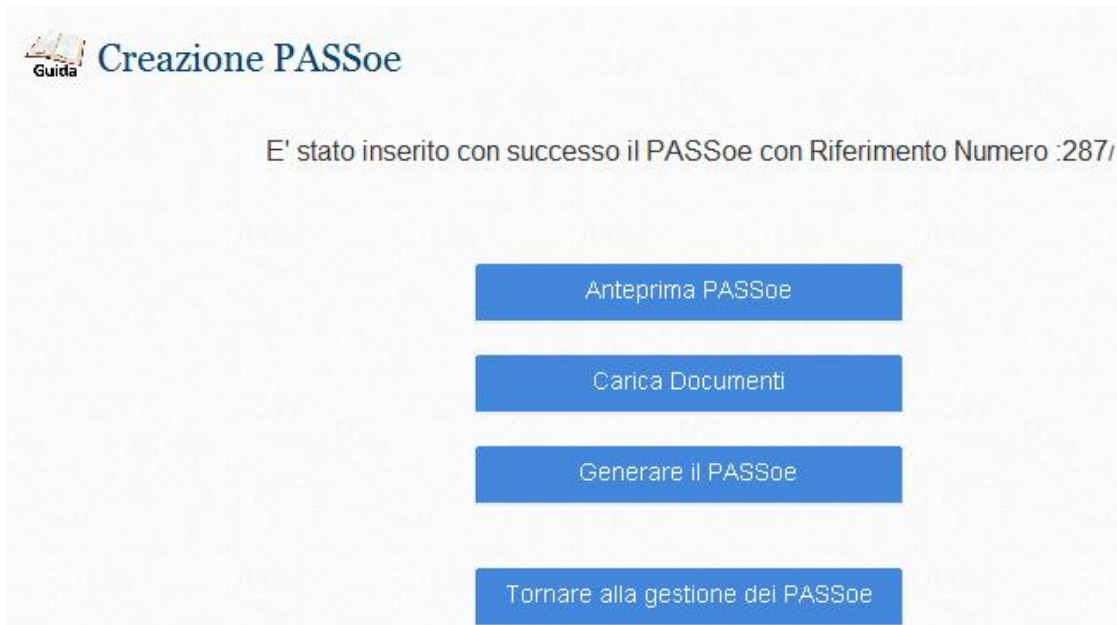 Guida
Creazione PASSoe
E' stato inserito con successo il PASSoe con Riferimento Numero :287/
Anteprima PASSoe
Carica Documenti
Generare il PASSoe
Tornare alla gestione dei PASSoe